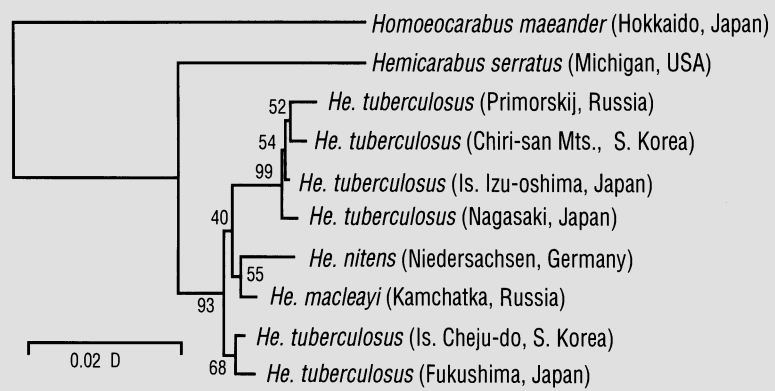 Homoeocarabus maeander (Hokkaido, Japan)
Hemicarabus serratus (Michigan, USA)
52
He. tuberculosus (Primorskij, Russia)
54
He. tuberculosus (Chiri-san Mts., S. Korea)
99
He. tuberculosus (Is. Izu-oshima, Japan)
40
He. tuberculosus (Nagasaki, Japan)
He. nitens (Niedersachsen, Germany)
55
93
He. macleayi (Kamchatka, Russia)
He. tuberculosus (Is. Cheju-do, S. Korea)
68
He. tuberculosus (Fukushima, Japan)
0.02 D